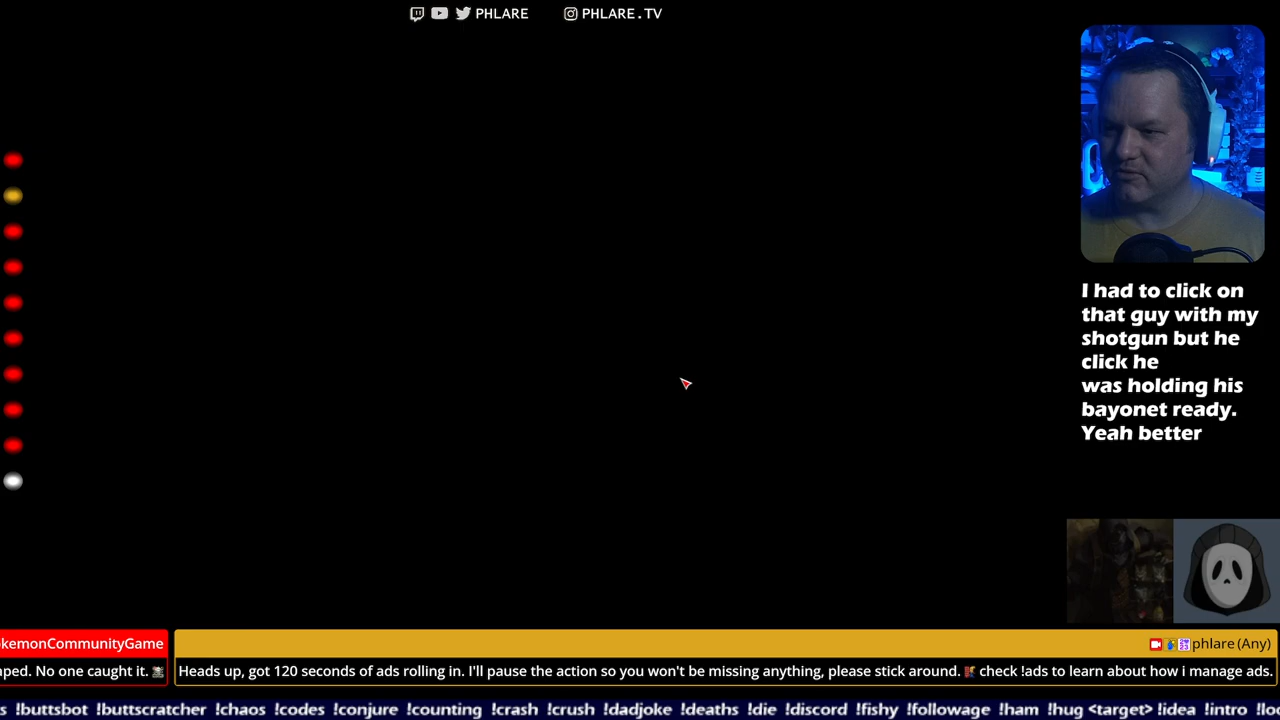 PHLARE PHLARE.TV
I had to click on
that guy with my
shotgun but he
click he
was holding his
bayonet ready.
Yeah better
okemonCommunityGame
phlare (Any)
aped. No one caught it.
Heads up, got 120 seconds of ads rolling in. I'll pause the action so you won't be missing anything, please stick around. check !ads to learn about how i manage ads.
s !buttsbot !buttscratcher !chaos !codes !conjure !counting !crash !crush !dadjoke !deaths !die !discord !fishy !followage !ham !hug <target> !idea !intro !lo